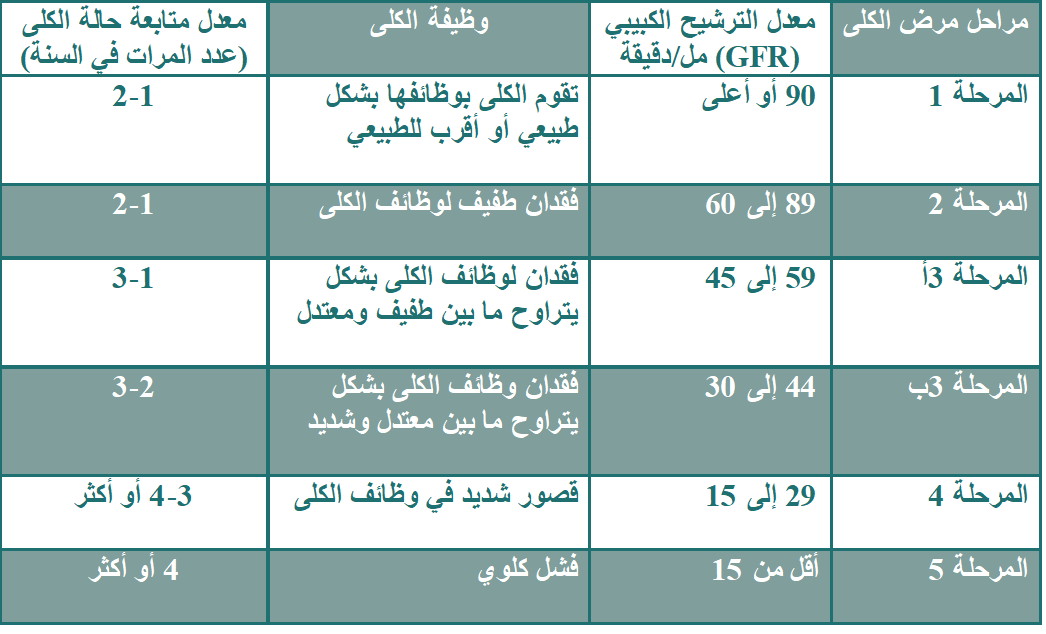 مراحل مرض الكلى
معدل الترشيح الكبيبي
(GFR) مل/دقيقة
وظيفة الكلى
معدل متابعة حالة الكلى
(عدد المرات في السنة)
المرحلة 1
90 أو أعلى
تقوم الكلى بوظائفها بشكل
طبيعي أو أقرب للطبيعي
2-1
المرحلة 2
89 إلى 60
فقدان طفيف لوظائف الكلى
2-1
المرحلة 3أ
59 إلى 45
فقدان لوظائف الكلى بشكل
يتراوح ما بين طفيف ومعتدل
3-1
المرحلة 3ب
44 إلى 30
فقدان وظائف الكلى بشكل
يتراوح ما بين معتدل وشديد
3-2
المرحلة 4
29 إلى 15
قصور شديد في وظائف الكلى
4-3 أو أكثر
المرحلة 5
أقل من 15
فشل كلوي
4 أو أكثر